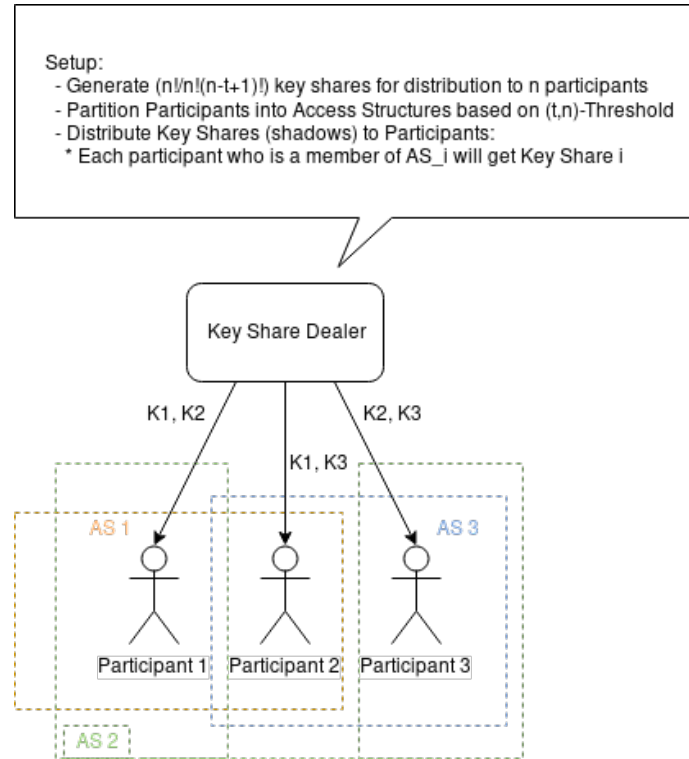 Setup:
- Generate (n!/n!(n-t+1)!) key shares for distribution to n participants
- Partition Participants into Access Structures based on (t,n)-Threshold
- Distribute Key Shares (shadows) to Participants:
* Each participant who is a member of AS_i will get Key Share i
Key Share Dealer
K1, K2
K2, K3
K1, K3
AS 1
AS 3
Participant 1
Participant 2
Participant 3
AS 2